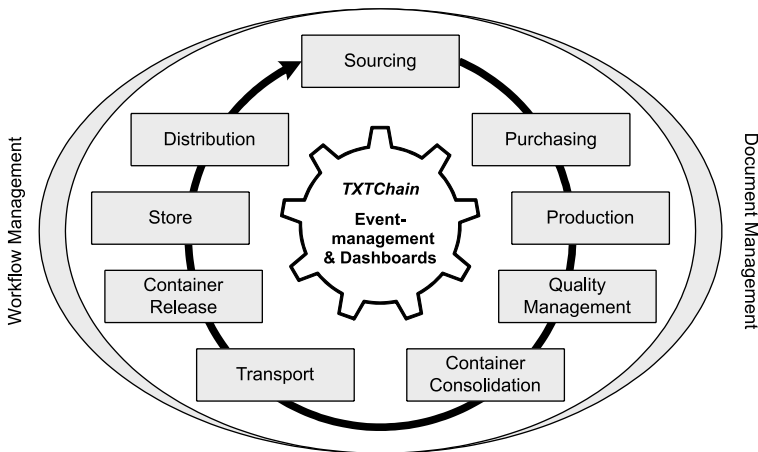 Sourcing
Purchasing
Production
Quality
Management
Container
Consolidation
Transport
Container
Release
Store
Distribution
TXTChain
Event-
management
& Dashboards
Workflow Management
Document Management